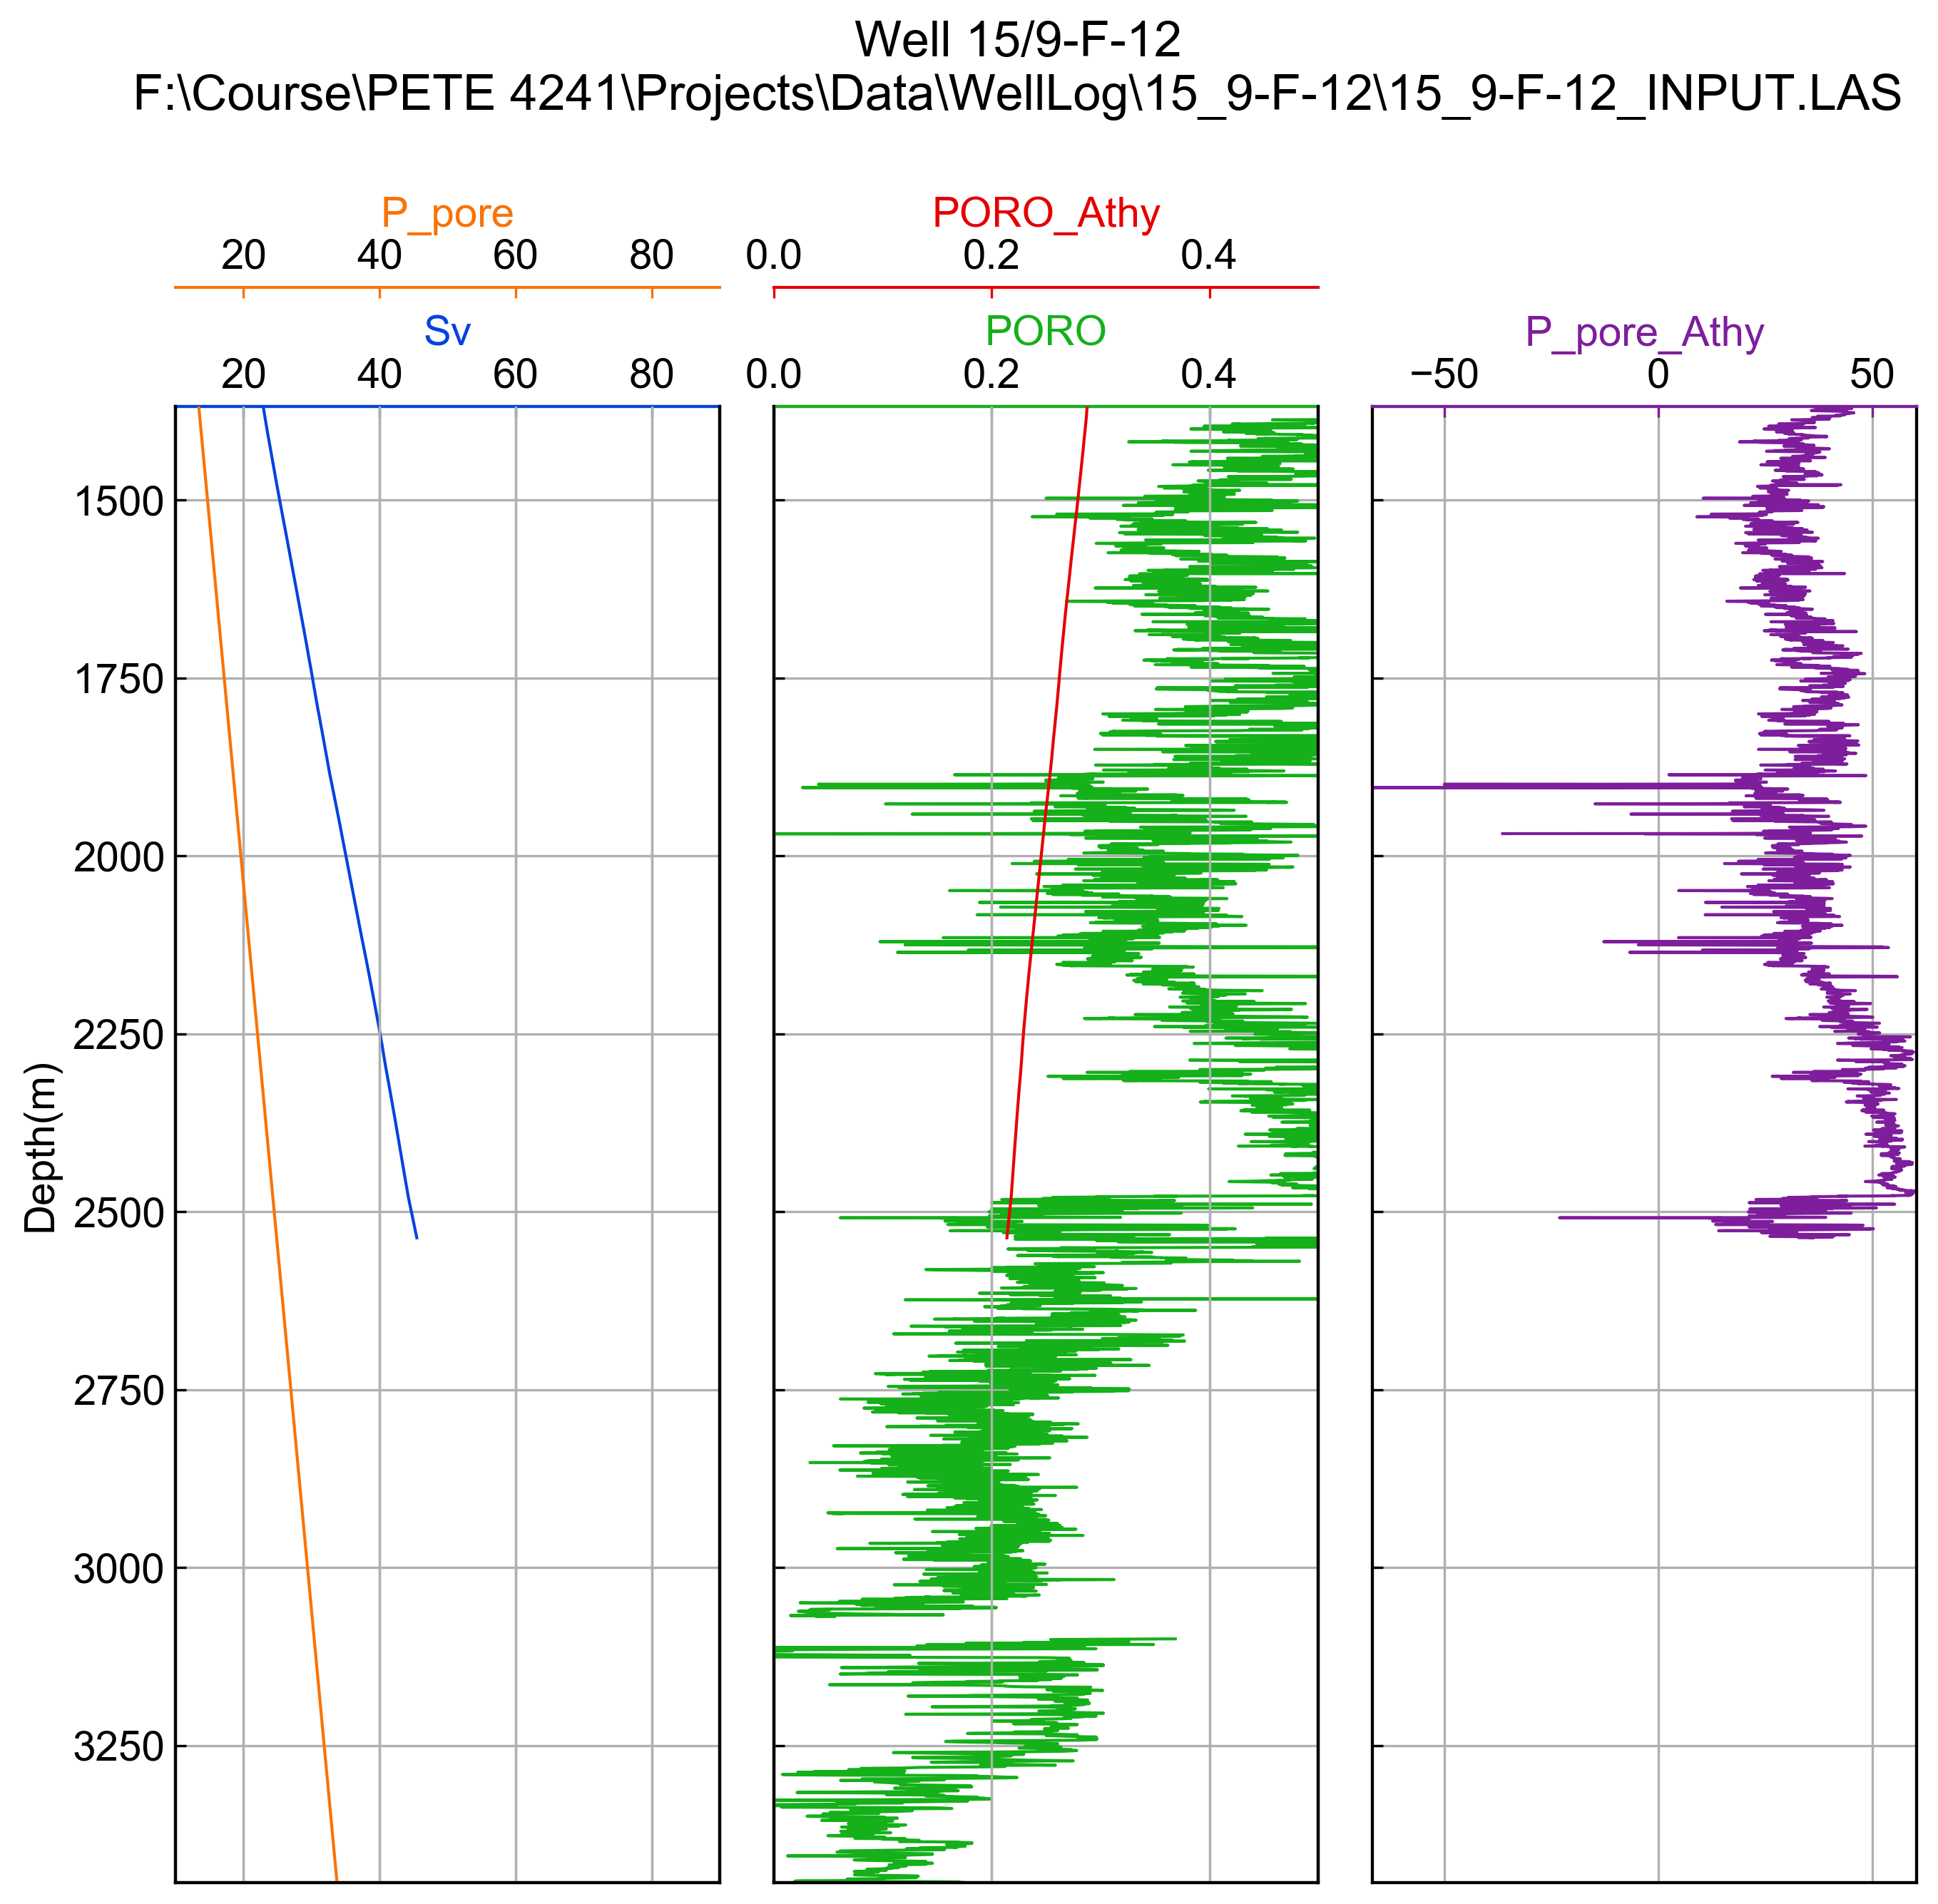 Well 15/9-F-12
F:\Course\PETE 4241\Projects\Data\WellLog\15_9-F-12\15_9-F-12_INPUT.LAS
P_pore
20 40 60 80
Sv
20 40 60 80
PORO_Athy
0.0 0.2 0.4
PORO
0.0 0.2 0.4
P_pore_Athy
−50 0 50
Depth(m)
1500
1750
2000
2250
2500
2750
3000
3250